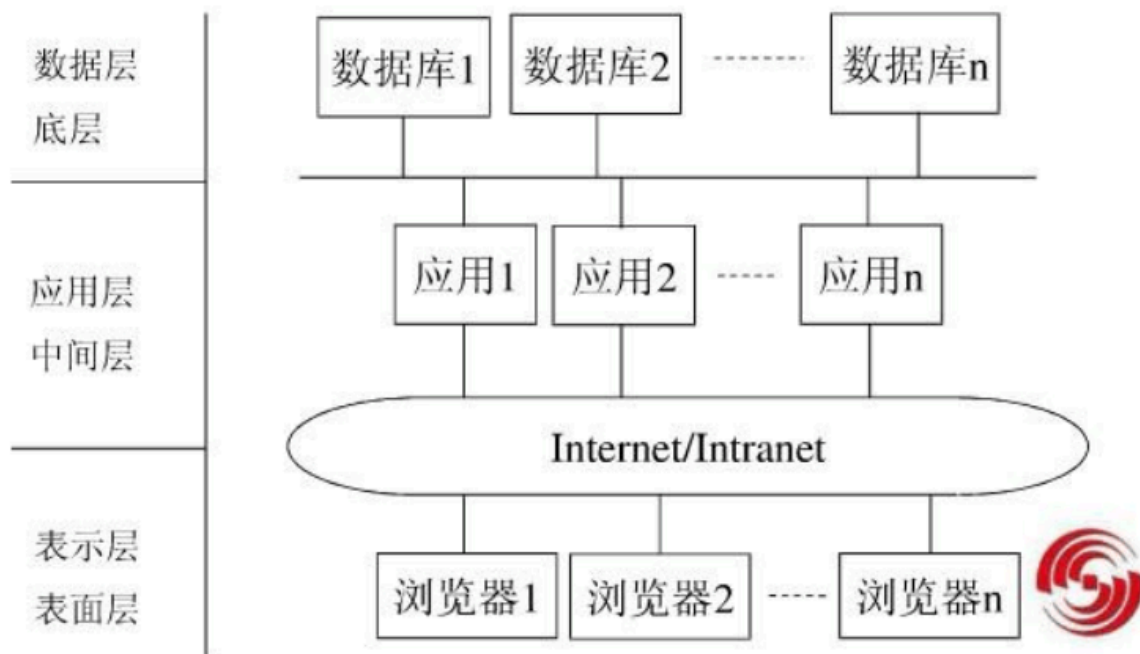 数据层
底层
数据库1 数据库2 数据库n
应用层
中间层
应用1 应用2 应用n
Internet/Intranet
表示层
表面层
浏览器1 浏览器2 浏览器n